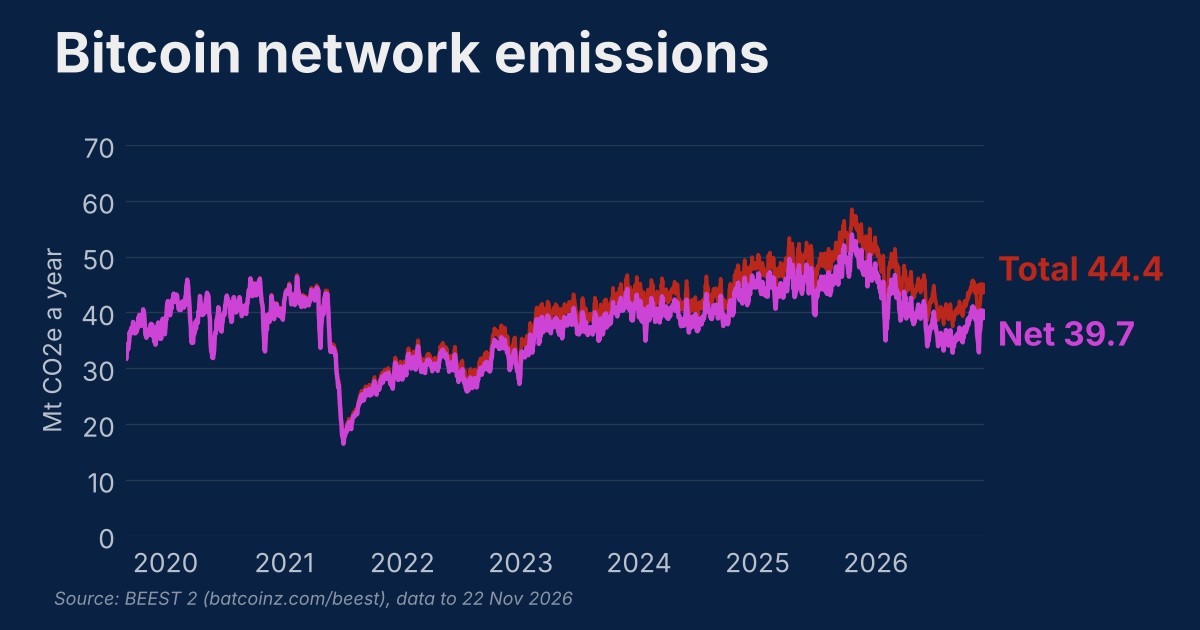 Bitcoin network emissions
70
60
50
40
30
20
10
0
Mt CO2e a year
Total 44.4
Net 39.7
2020 2021 2022 2023 2024 2025 2026
Source: BEEST 2 (batcoinz.com/beest), data to 22 Nov 2026